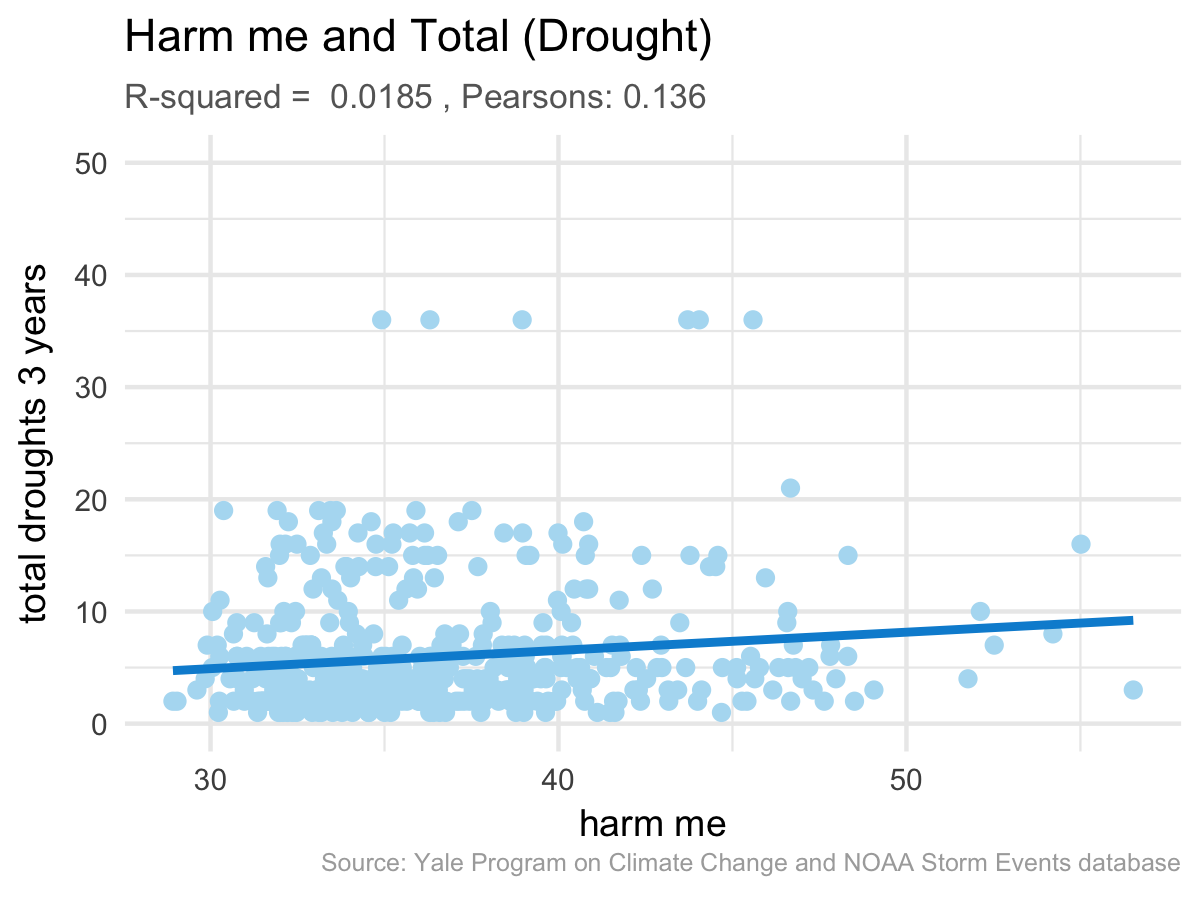 Harm me and Total (Drought)
R-squared =  0.0185 , Pearsons: 0.136
50
40
30
20
10
0
total droughts 3 years
30 40 50
harm me
Source: Yale Program on Climate Change and NOAA Storm Events database